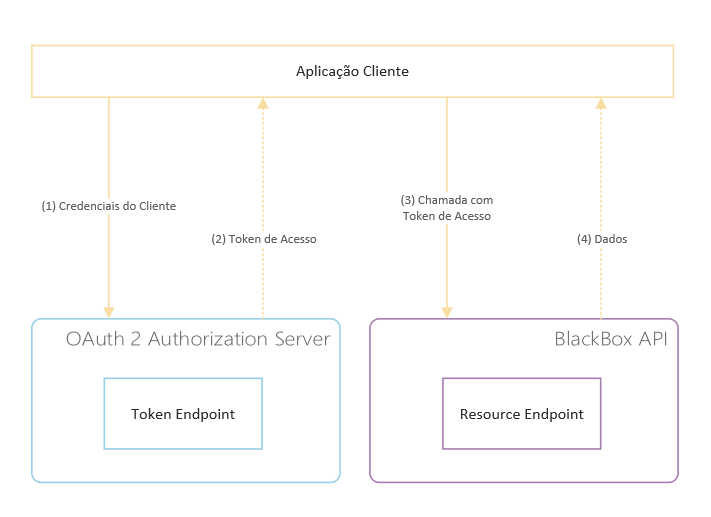 Aplicação Cliente
(1) Credenciais do Cliente
(2) Token de Acesso
(3) Chamada com
Token de Acesso
(4) Dados
OAuth 2 Authorization Server
Token Endpoint
BlackBox API
Resource Endpoint